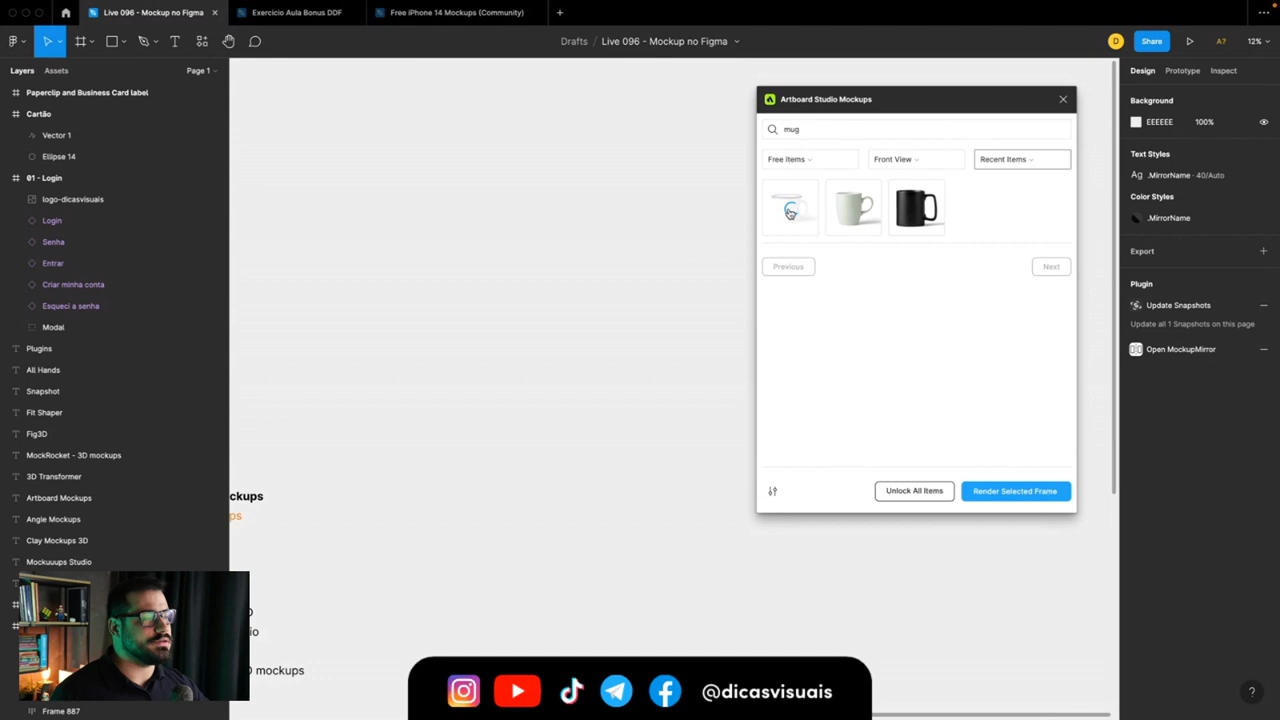 Live 096 - Mockup no Figma
Exercício Aula Bonus DDF
Free iPhone 14 Mockups (Community)
Drafts / Live 096 - Mockup no Figma
D
Share
A?
12%
Layers
Assets
Page 1
Paperclip and Business Card label
Cartão
Vector 1
Ellipse 14
01 - Login
logo-dicasvisuais
Login
Senha
Entrar
Criar minha conta
Esqueci a senha
Modal
Plugins
All Hands
Snapshot
Fit Shaper
Fig3D
MockRocket - 3D mockups
3D Transformer
Artboard Mockups
Angle Mockups
Clay Mockups 3D
Mockuuups Studio
Frame 887
ckups
ps
O
io
D mockups
Artboard Studio Mockups
mug
Free Items
Front View
Recent Items
Previous
Next
Unlock All Items
Render Selected Frame
Design
Prototype
Inspect
Background
EEEEEE
100%
Text Styles
Ag
.MirrorName - 40/Auto
Color Styles
.MirrorName
Export
Plugin
Update Snapshots
Update all 1 Snapshots on this page
Open MockupMirror
@dicasvisuais
?